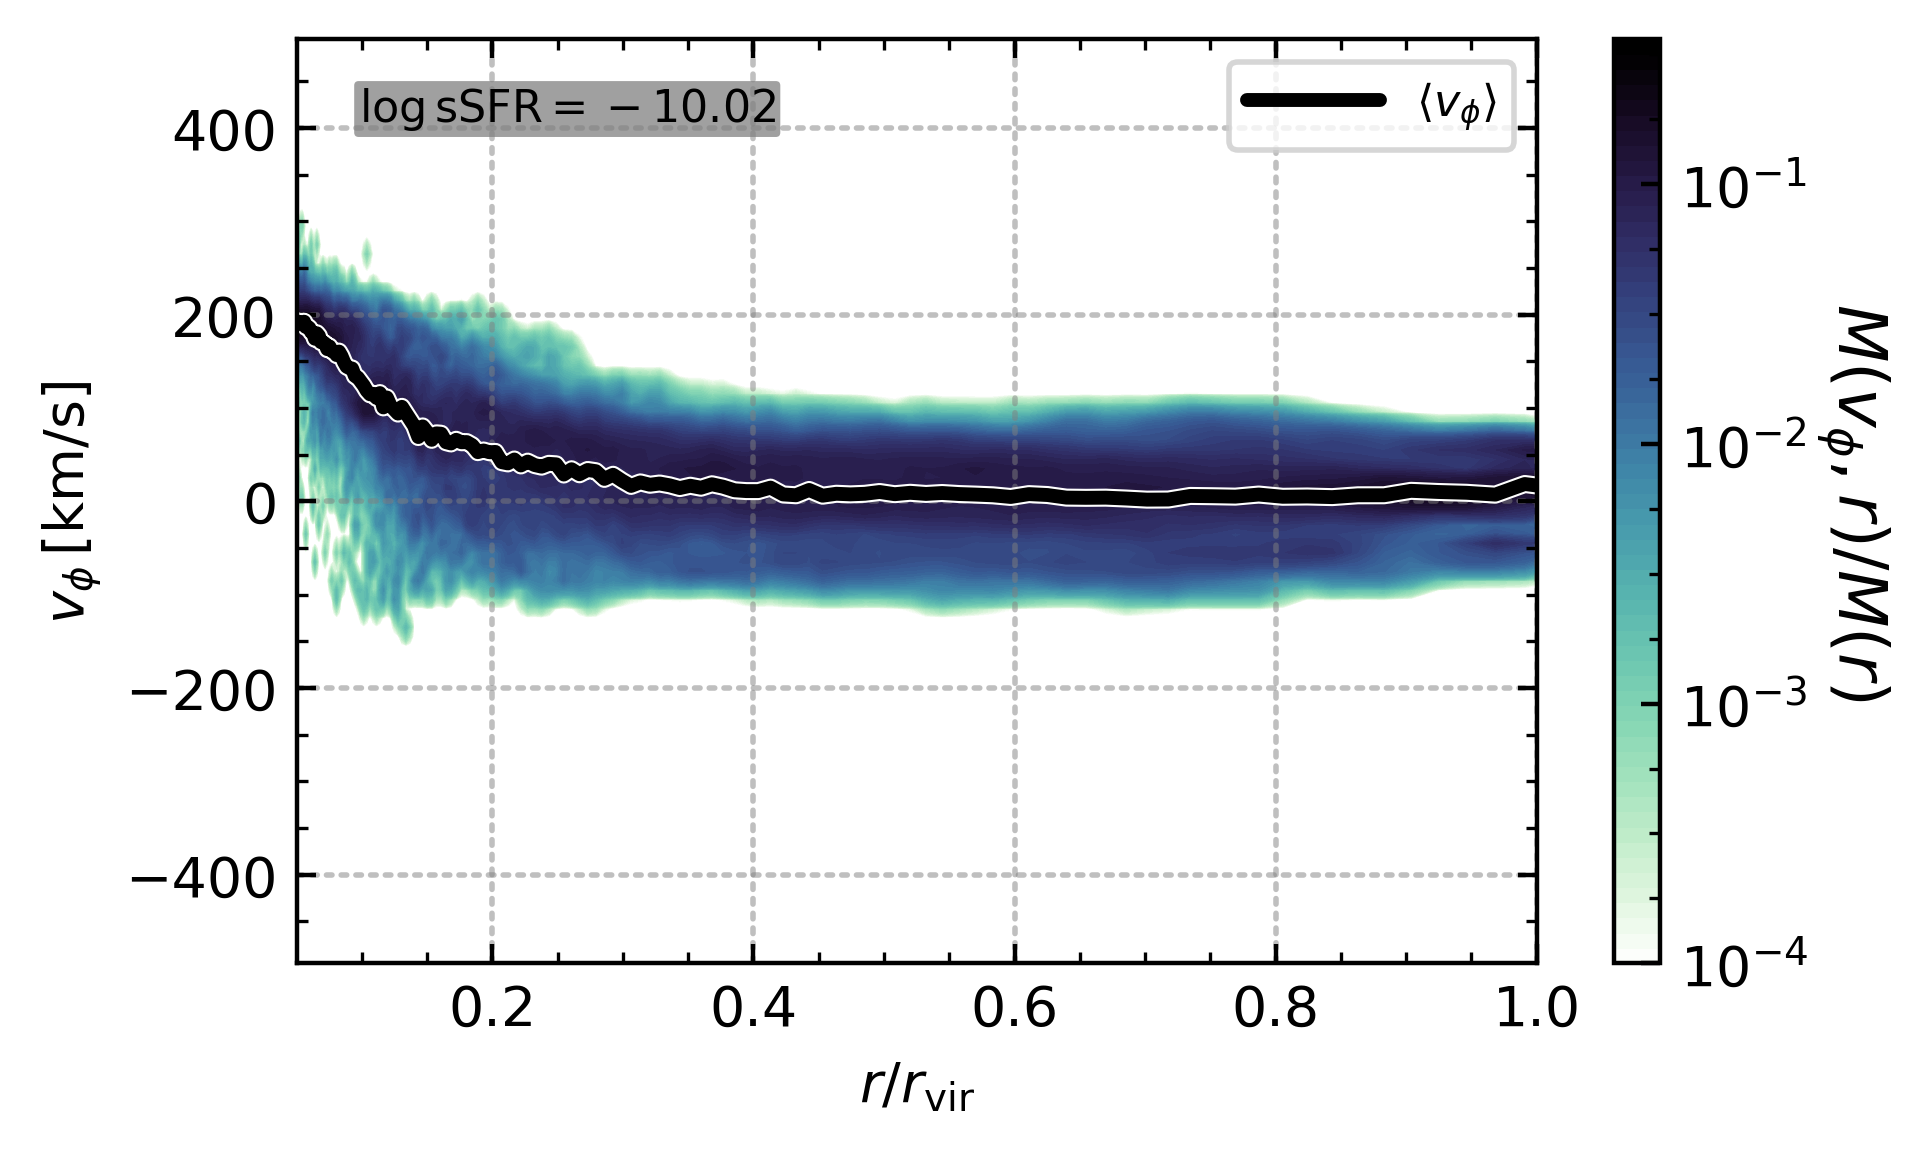 log sSFR = − 10.02
⟨v_ϕ⟩
400
200
0
−200
−400
v_ϕ [km/s]
0.2 0.4 0.6 0.8 1.0
r/r_vir
10⁻¹
10⁻²
10⁻³
10⁻⁴
M(v_ϕ, r)/M(r)